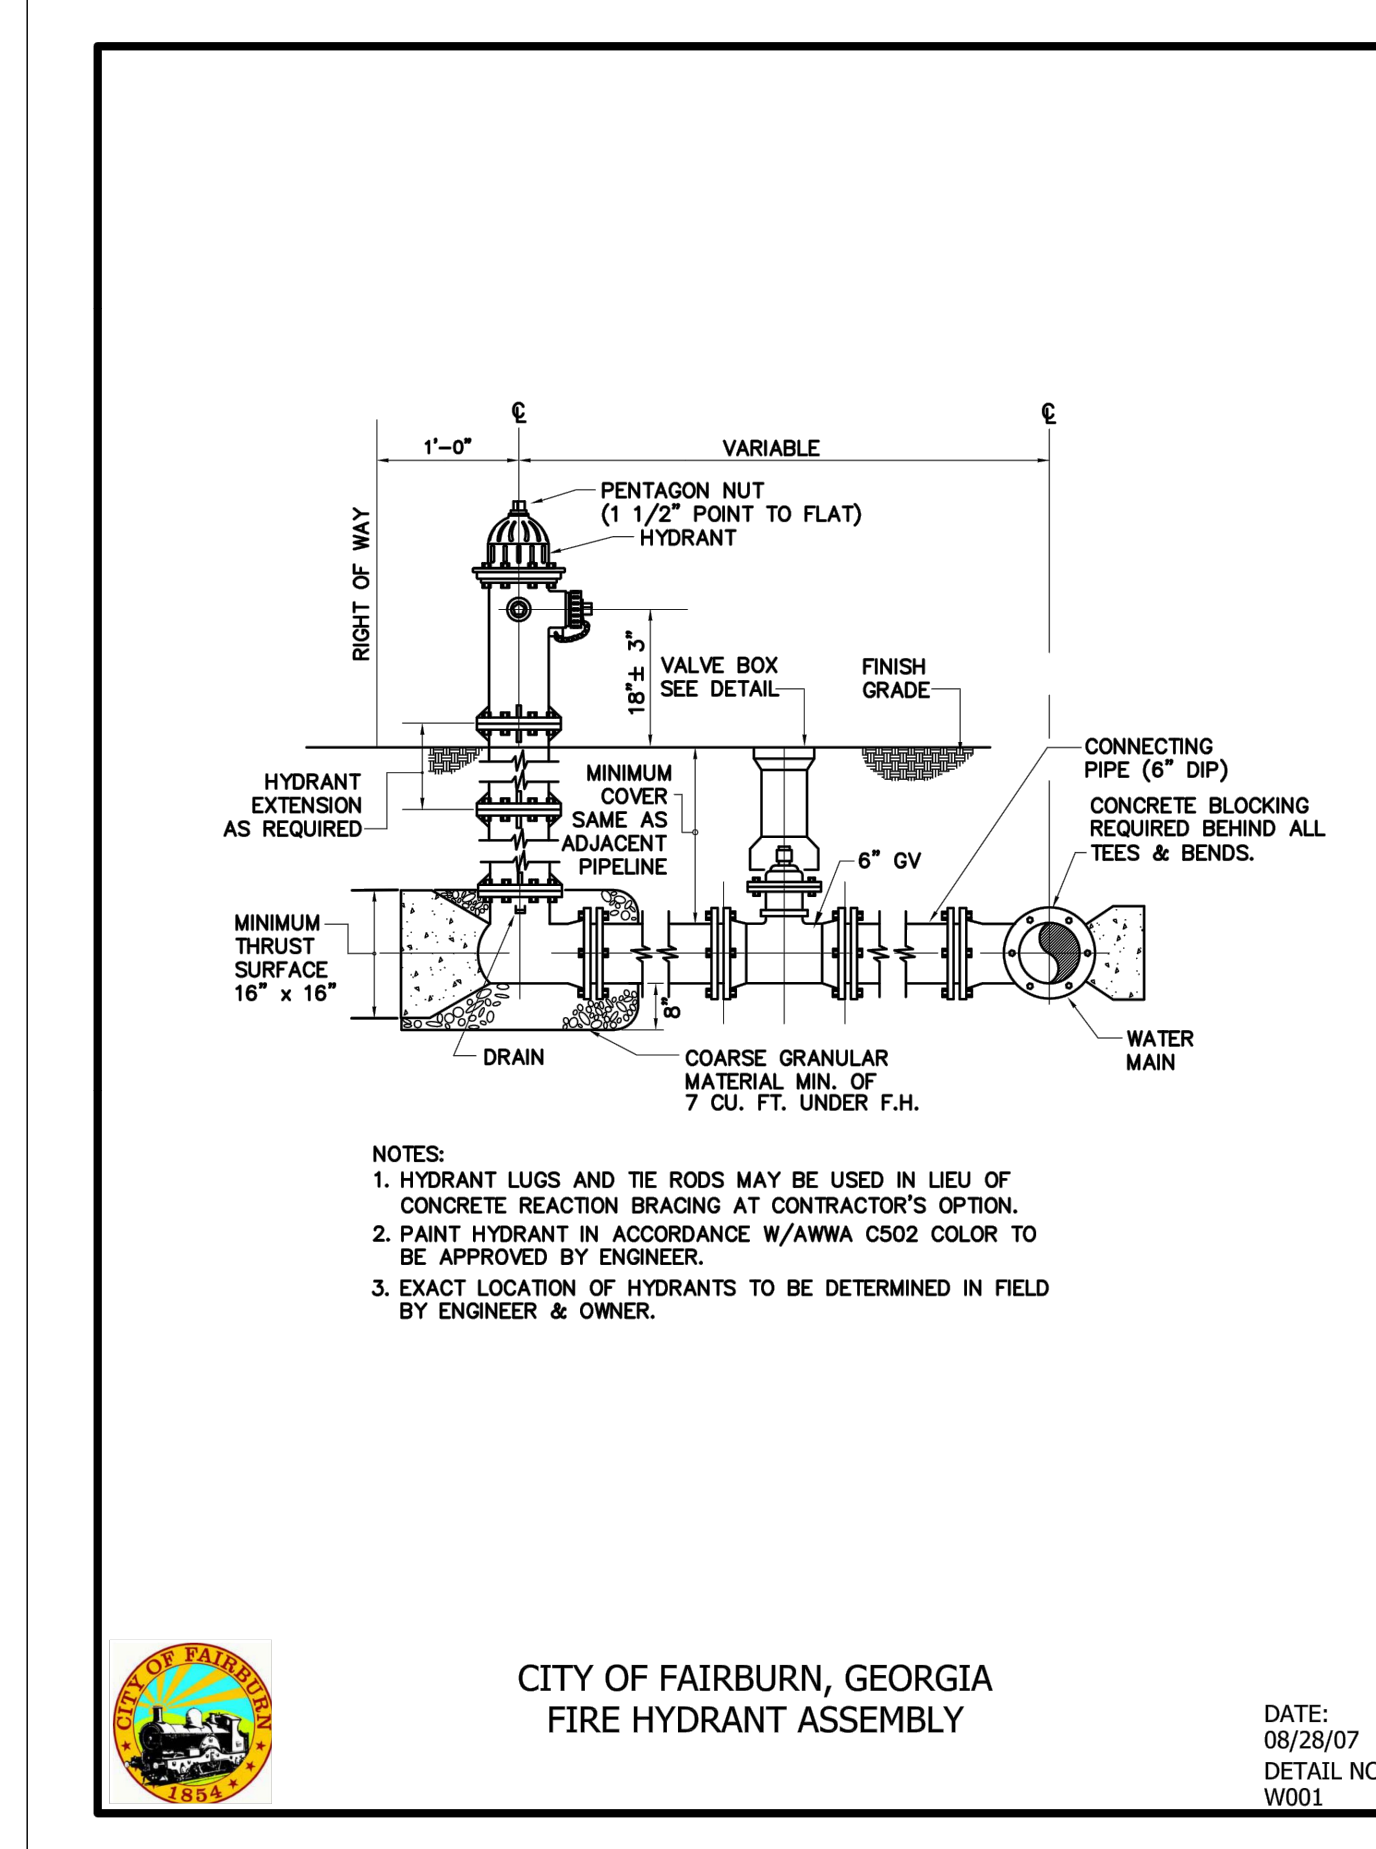 ℄
℄
1'-0"
VARIABLE
PENTAGON NUT
(1 1/2" POINT TO FLAT)
HYDRANT
RIGHT OF WAY
18"± 3"
VALVE BOX
SEE DETAIL
FINISH
GRADE
HYDRANT
EXTENSION
AS REQUIRED
MINIMUM
COVER
SAME AS
ADJACENT
PIPELINE
CONNECTING
PIPE (6" DIP)
CONCRETE BLOCKING
REQUIRED BEHIND ALL
TEES & BENDS.
6" GV
MINIMUM
THRUST
SURFACE
16" x 16"
8"
DRAIN
COARSE GRANULAR
MATERIAL MIN. OF
7 CU. FT. UNDER F.H.
WATER
MAIN
NOTES:
1. HYDRANT LUGS AND TIE RODS MAY BE USED IN LIEU OF
CONCRETE REACTION BRACING AT CONTRACTOR'S OPTION.
2. PAINT HYDRANT IN ACCORDANCE W/AWWA C502 COLOR TO
BE APPROVED BY ENGINEER.
3. EXACT LOCATION OF HYDRANTS TO BE DETERMINED IN FIELD
BY ENGINEER & OWNER.
CITY OF FAIRBURN
1854
CITY OF FAIRBURN, GEORGIA
FIRE HYDRANT ASSEMBLY
DATE:
08/28/07
DETAIL NO
W001